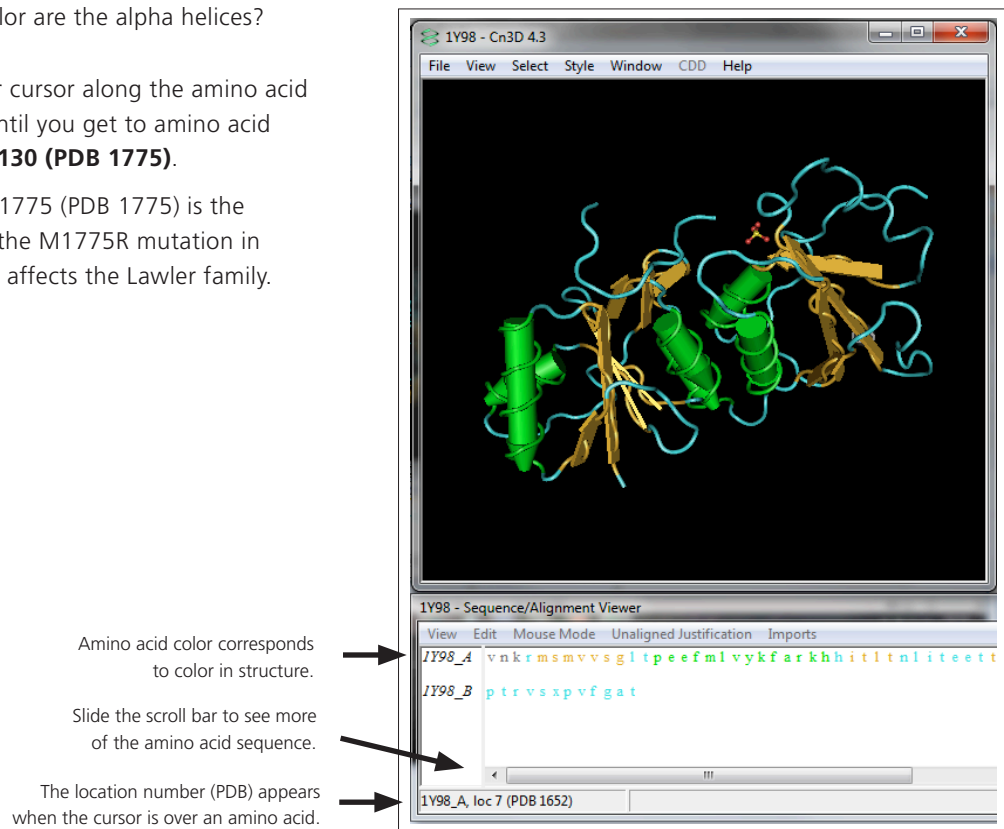 lor are the alpha helices?
r cursor along the amino acid
ntil you get to amino acid
130 (PDB 1775).
1775 (PDB 1775) is the
the M1775R mutation in
affects the Lawler family.
1Y98 - Cn3D 4.3
File View Select Style Window CDD Help
1Y98 - Sequence/Alignment Viewer
View Edit Mouse Mode Unaligned Justification Imports
1Y98_A vnkrmsmvvsgltpeefmlvykfarkhhitltnliteett
1Y98_B ptrvsxpvfgat
1Y98_A, loc 7 (PDB 1652)
Amino acid color corresponds
to color in structure.
Slide the scroll bar to see more
of the amino acid sequence.
The location number (PDB) appears
when the cursor is over an amino acid.